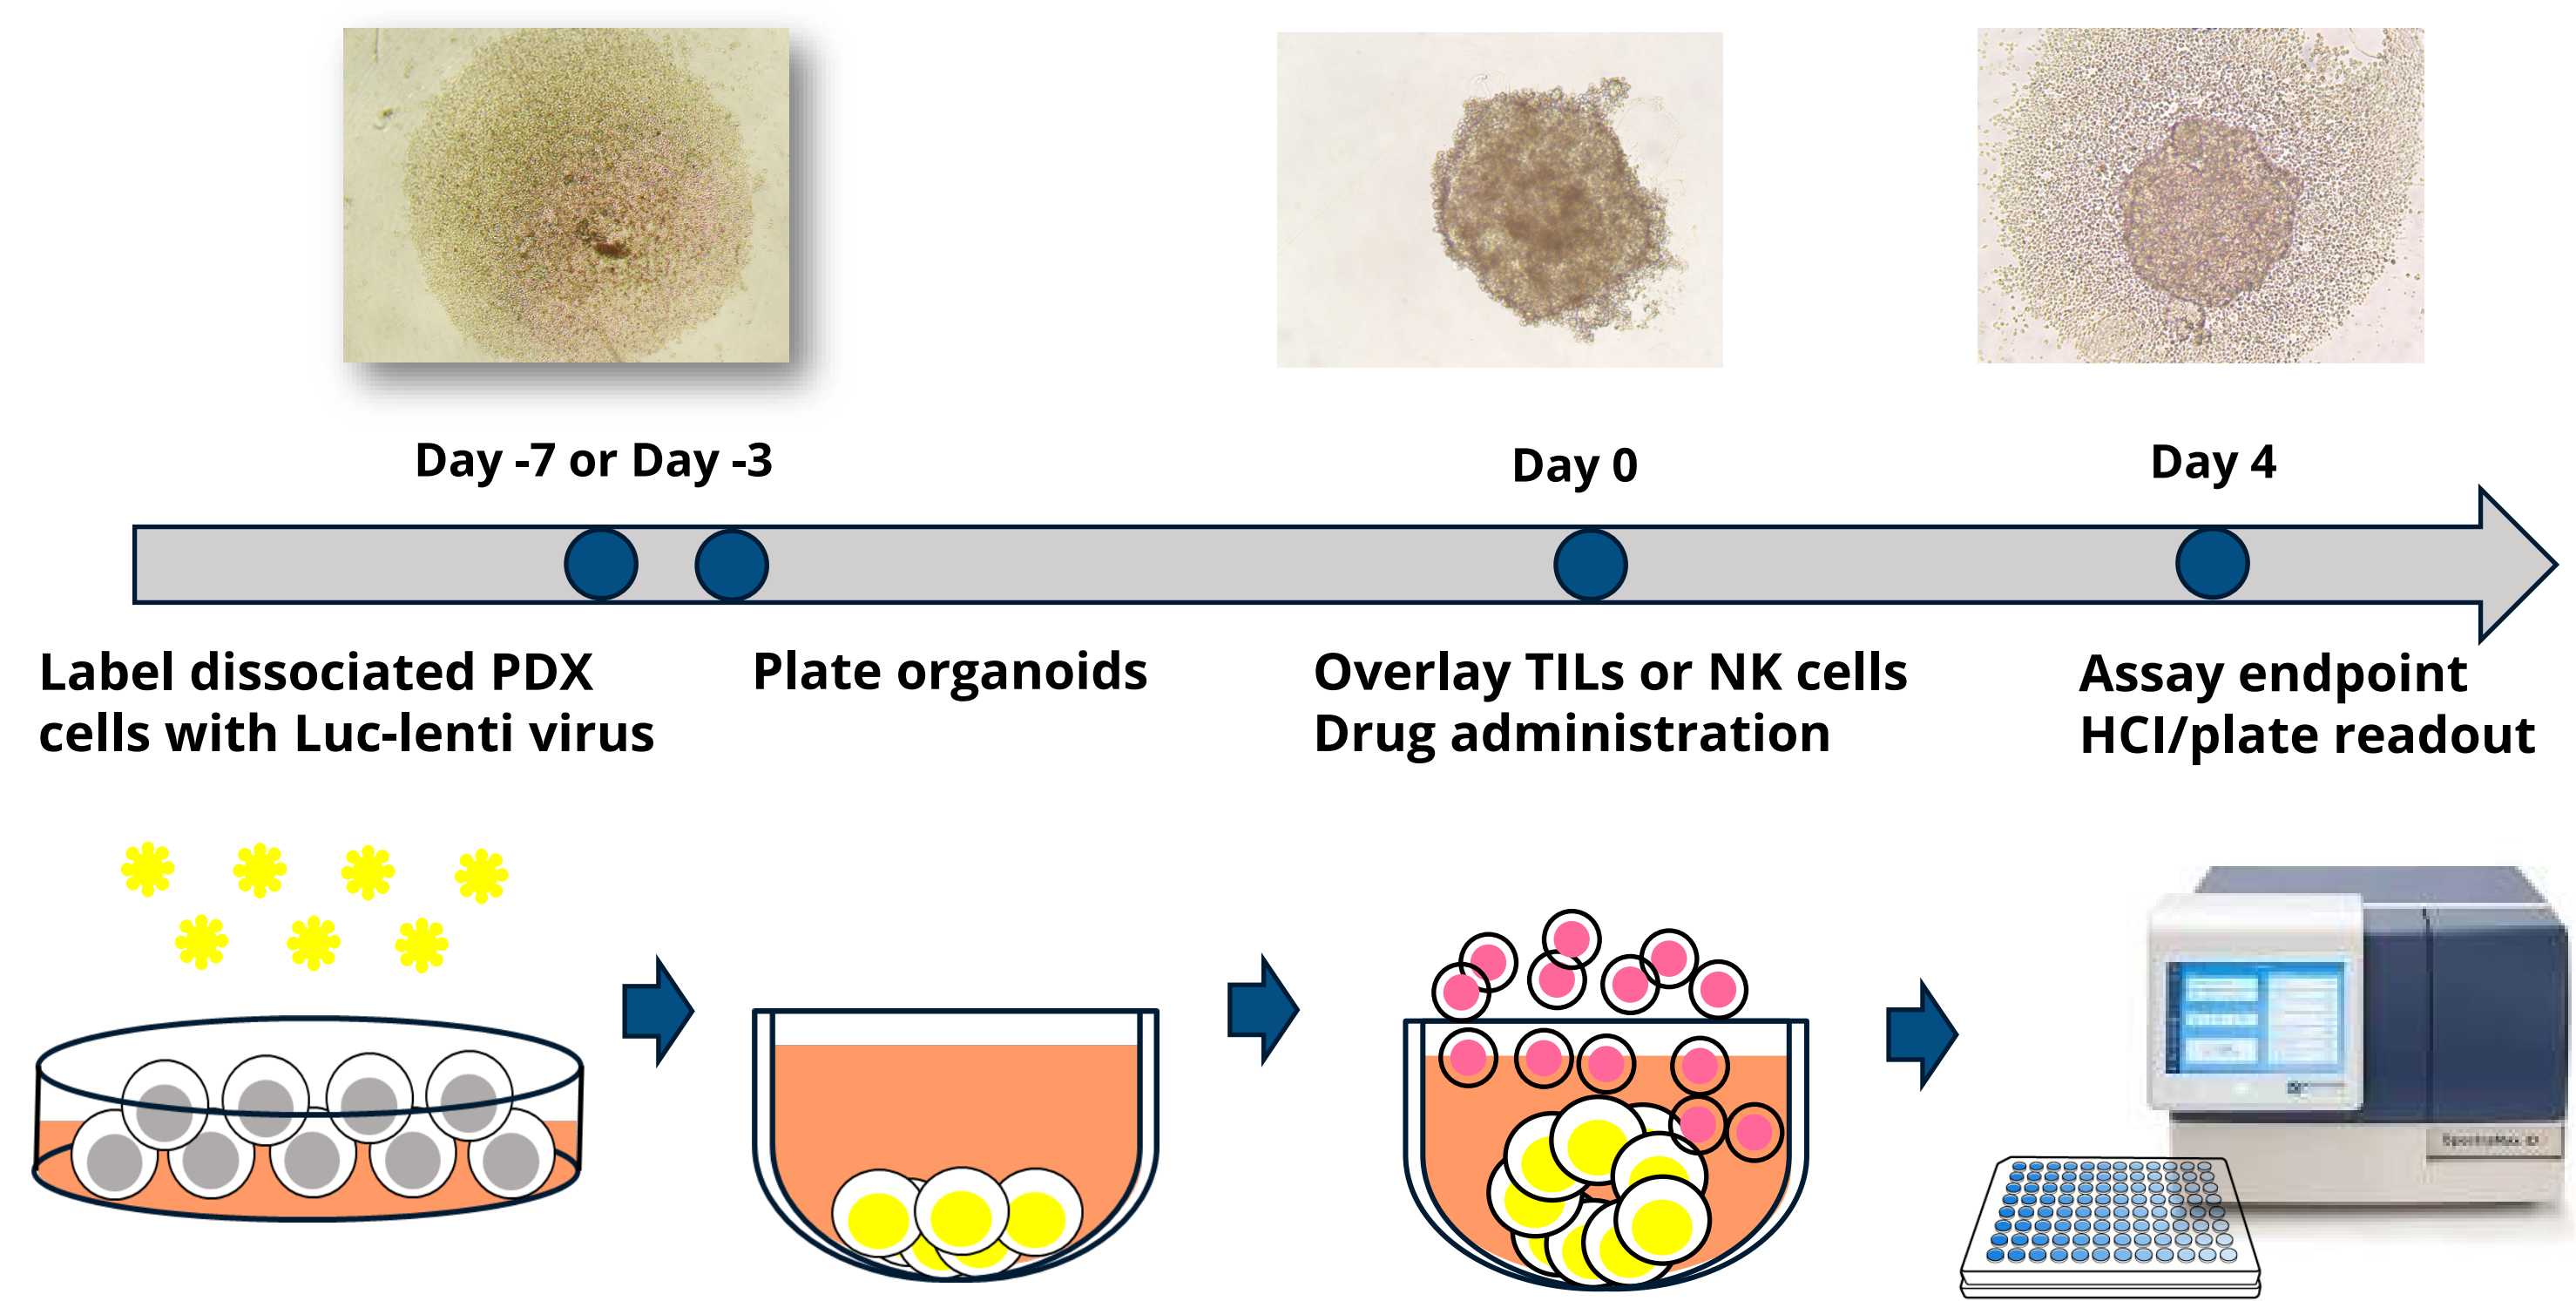 Day -7 or Day -3
Day 0
Day 4
Label dissociated PDX
cells with Luc-lenti virus
Plate organoids
Overlay TILs or NK cells
Drug administration
Assay endpoint
HCI/plate readout